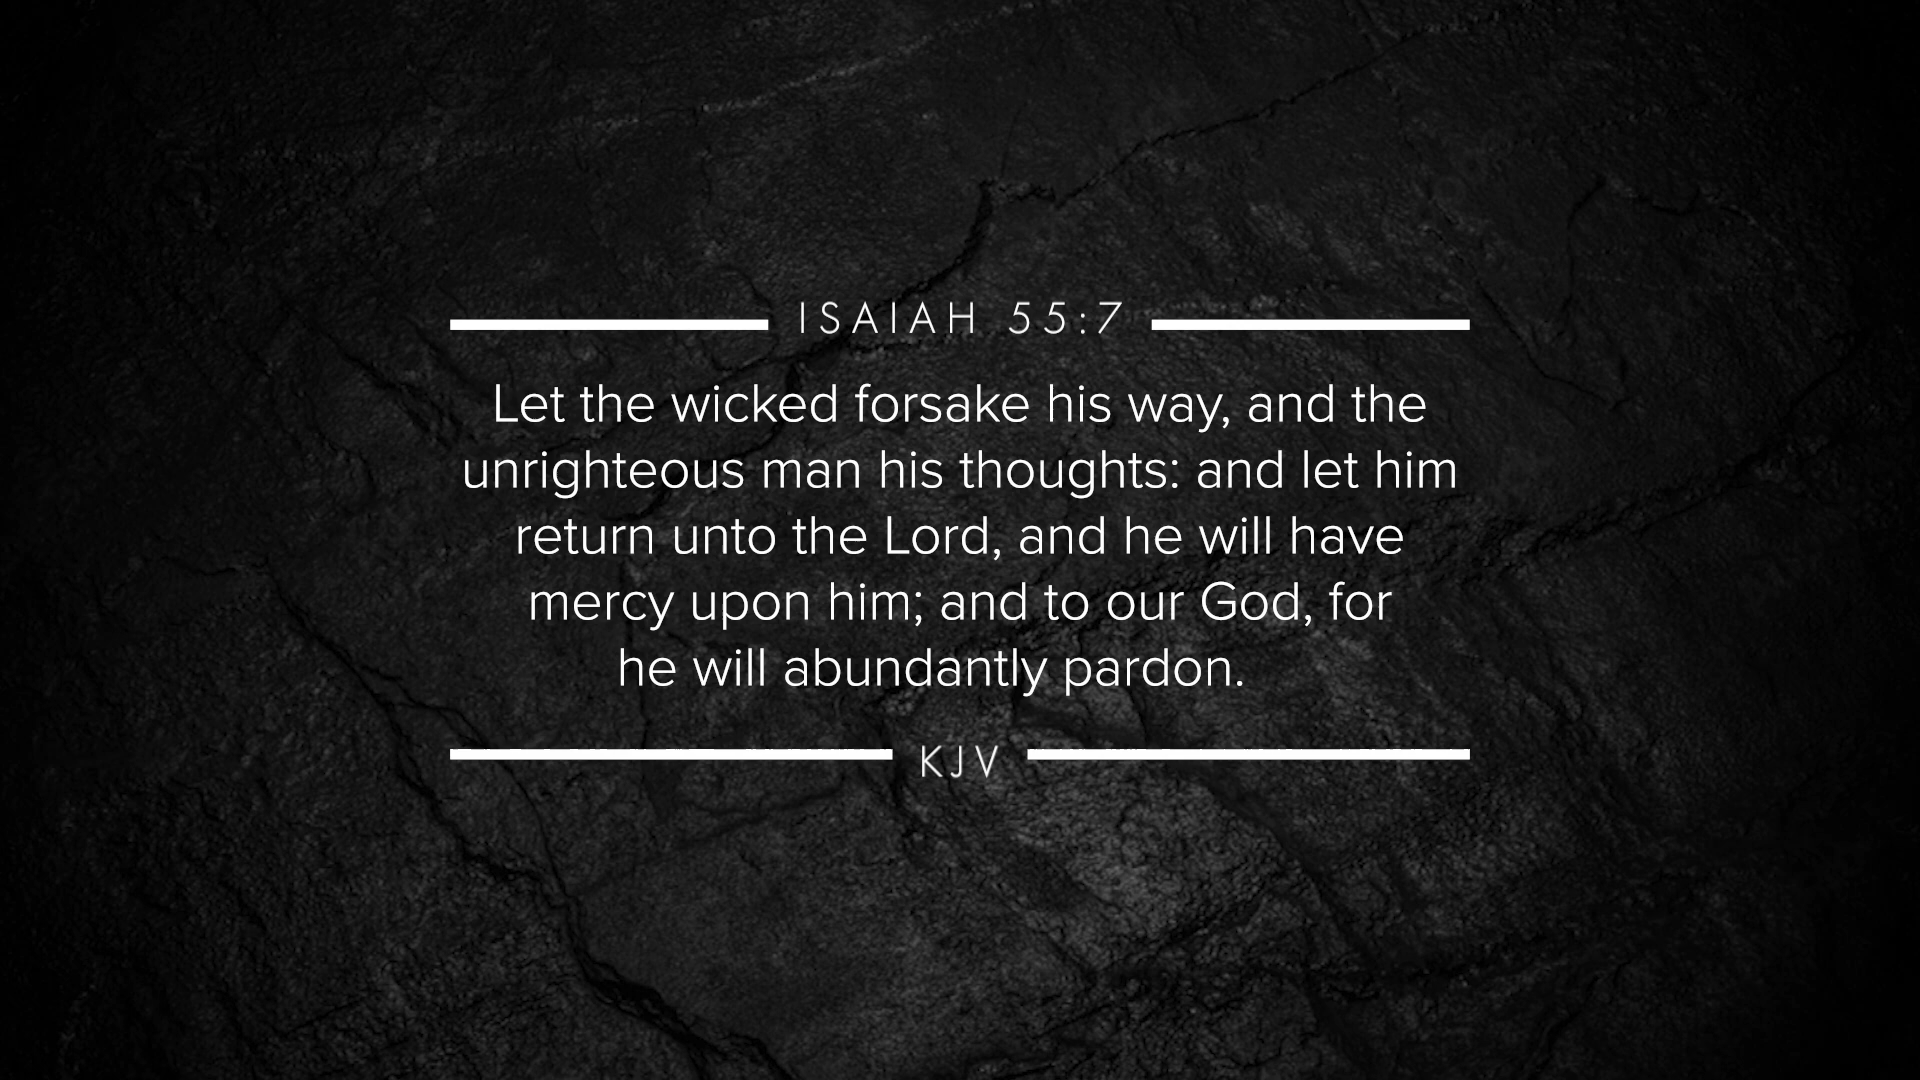 ISAIAH 55:7
Let the wicked forsake his way, and the
unrighteous man his thoughts: and let him
return unto the Lord, and he will have
mercy upon him; and to our God, for
he will abundantly pardon.
KJV